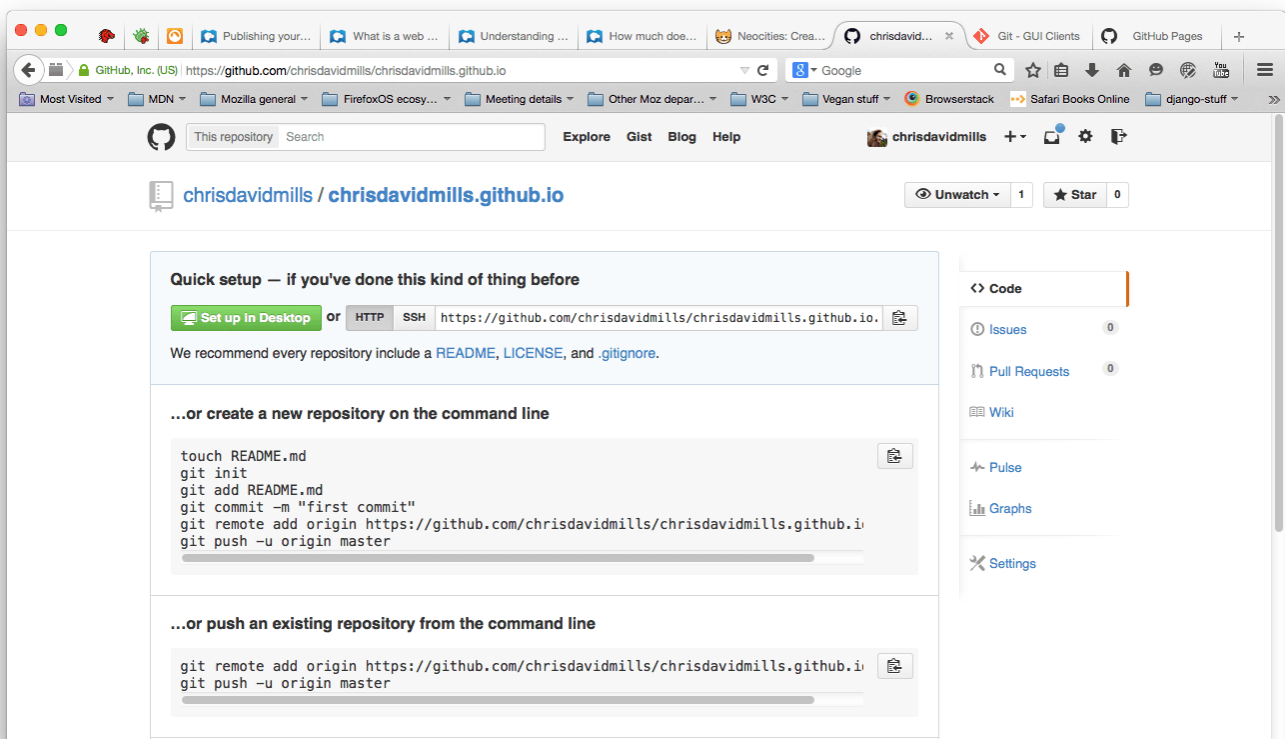 Publishing your...
What is a web ...
Understanding ...
How much doe...
Neocities: Crea...
chrisdavid...
Git - GUI Clients
GitHub Pages
GitHub, Inc. (US) https://github.com/chrisdavidmills/chrisdavidmills.github.io
Google
You Tube
Most Visited
MDN
Mozilla general
FirefoxOS ecosy...
Meeting details
Other Moz depar...
W3C
Vegan stuff
Browserstack
Safari Books Online
django-stuff
This repository Search
Explore Gist Blog Help
chrisdavidmills
chrisdavidmills / chrisdavidmills.github.io
Unwatch 1
Star 0
Quick setup — if you've done this kind of thing before
Set up in Desktop or HTTP SSH https://github.com/chrisdavidmills/chrisdavidmills.github.io.
We recommend every repository include a README, LICENSE, and .gitignore.
…or create a new repository on the command line
touch README.md
git init
git add README.md
git commit -m "first commit"
git remote add origin https://github.com/chrisdavidmills/chrisdavidmills.github.io
git push -u origin master
…or push an existing repository from the command line
git remote add origin https://github.com/chrisdavidmills/chrisdavidmills.github.io
git push -u origin master
Code
Issues 0
Pull Requests 0
Wiki
Pulse
Graphs
Settings